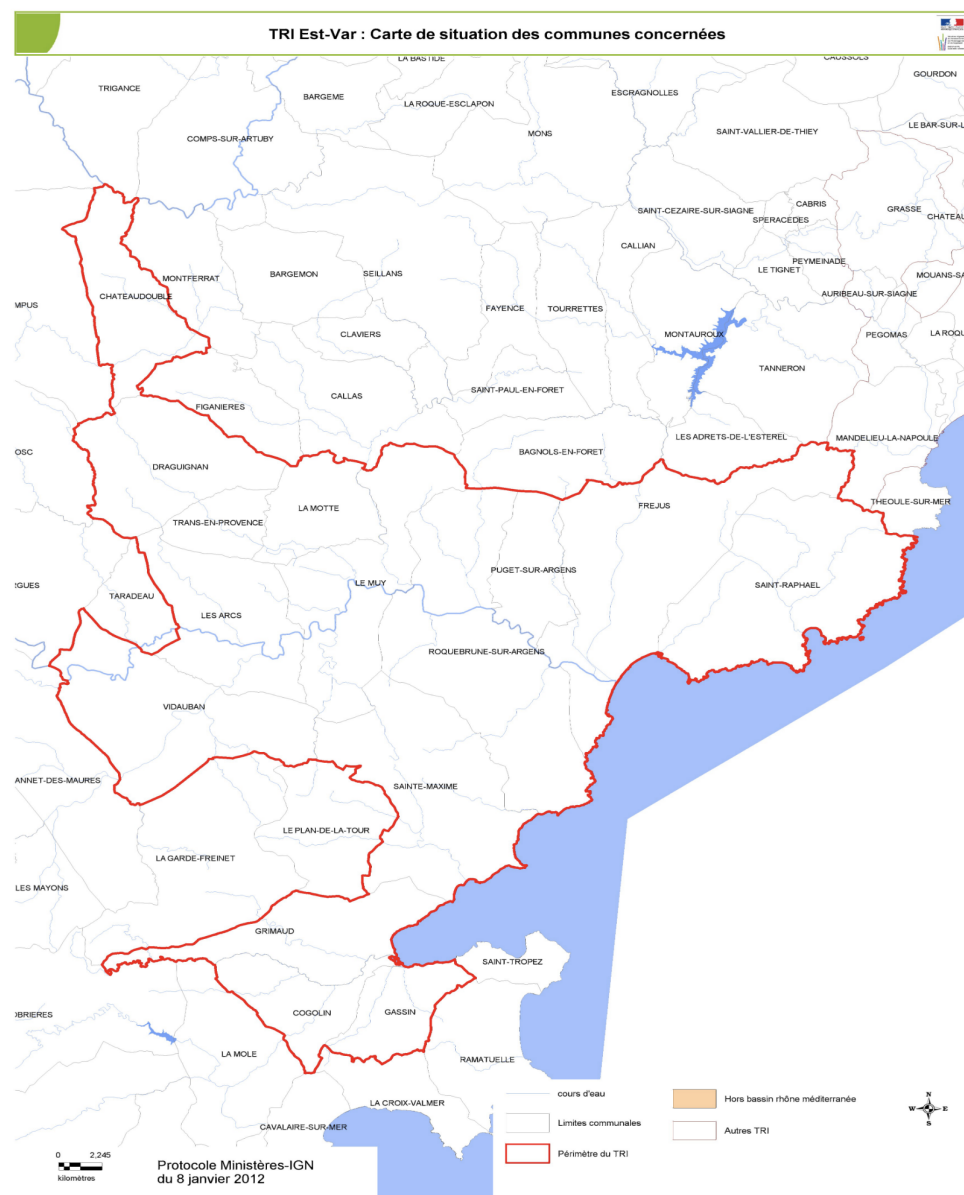 TRI Est-Var : Carte de situation des communes concernées
LA BASTIDE
CAUSSOLS
GOURDON
TRIGANCE
BARGEME
LA ROQUE-ESCLAPON
ESCRAGNOLLES
LE BAR-SUR-L
COMPS-SUR-ARTUBY
MONS
SAINT-VALLIER-DE-THIEY
CABRIS
GRASSE
SAINT-CEZAIRE-SUR-SIAGNE
SPERACEDES
CHATEAU
CALLIAN
PEYMEINADE
LE TIGNET
MONTFERRAT
BARGEMON
SEILLANS
MOUANS-SA
CHATEAUDOUBLE
AURIBEAU-SUR-SIAGNE
MPUS
FAYENCE
TOURRETTES
CLAVIERS
MONTAUROUX
PEGOMAS
LA ROQU
TANNERON
SAINT-PAUL-EN-FORET
CALLAS
FIGANIERES
LES ADRETS-DE-L'ESTEREL
MANDELIEU-LA-NAPOULE
OSC
BAGNOLS-EN-FORET
DRAGUIGNAN
THEOULE-SUR-MER
LA MOTTE
FREJUS
TRANS-EN-PROVENCE
PUGET-SUR-ARGENS
LE MUY
SAINT-RAPHAEL
RGUES
TARADEAU
LES ARCS
ROQUEBRUNE-SUR-ARGENS
VIDAUBAN
ANNET-DES-MAURES
SAINTE-MAXIME
LE PLAN-DE-LA-TOUR
LA GARDE-FREINET
LES MAYONS
GRIMAUD
SAINT-TROPEZ
OBRIERES
COGOLIN
GASSIN
LA MOLE
RAMATUELLE
LA CROIX-VALMER
CAVALAIRE-SUR-MER
cours d'eau
Limites communales
Périmètre du TRI
Hors bassin rhône méditerranée
Autres TRI
N
W E
S
0 2,245
kilomètres
Protocole Ministères-IGN
du 8 janvier 2012